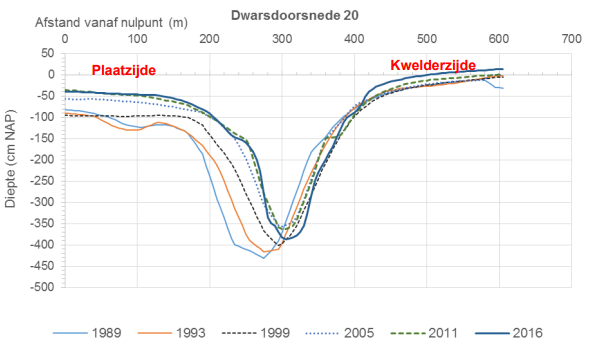 Dwarsdoorsnede 20
Afstand vanaf nulpunt (m)
0 100 200 300 400 500 600 700
Plaatzijde Kwelderzijde
Diepte (cm NAP)
50
0
-50
-100
-150
-200
-250
-300
-350
-400
-450
-500
1989 1993 1999 2005 2011 2016